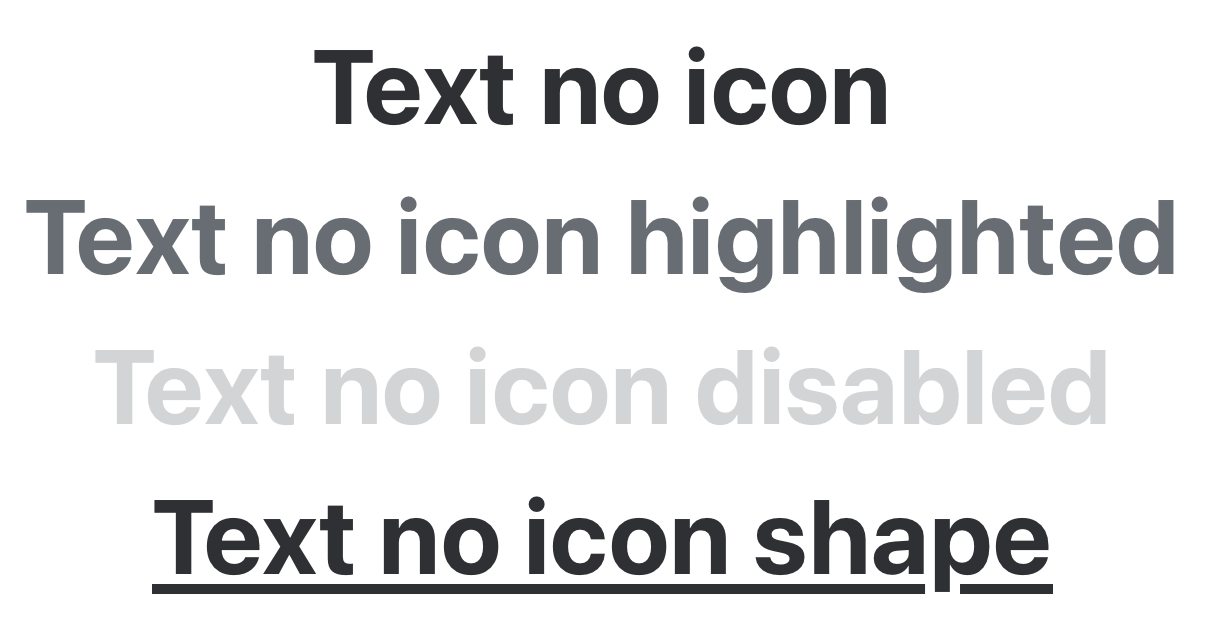 Text no icon
Text no icon highlighted
Text no icon disabled
Text no icon shape